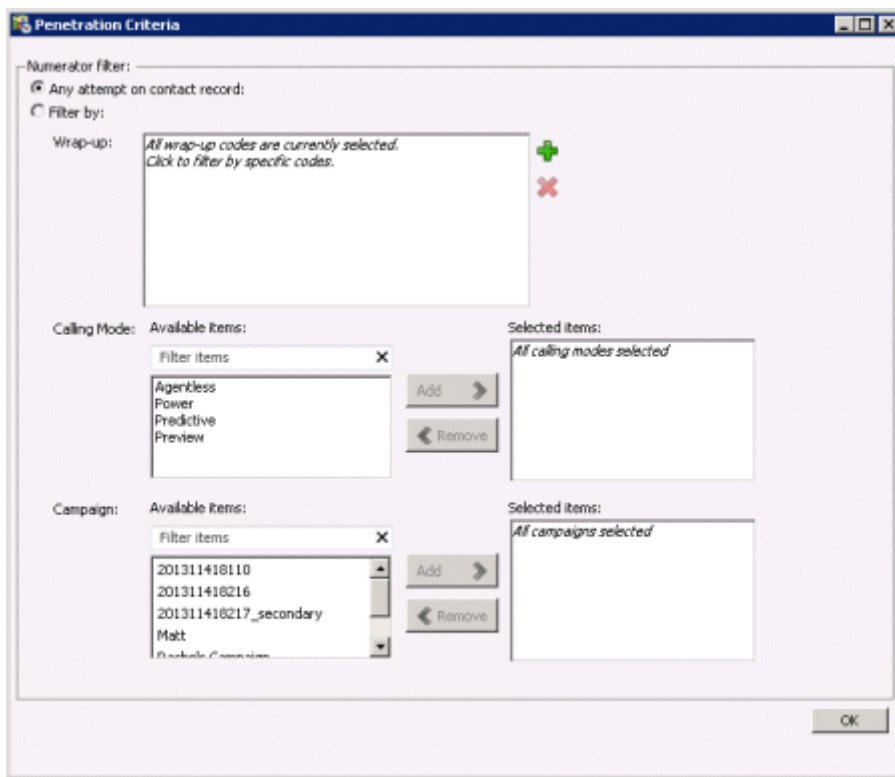 Penetration Criteria
Numerator filter:
Any attempt on contact record:
Filter by:
Wrap-up:
All wrap-up codes are currently selected.
Click to filter by specific codes.
Calling Mode:
Available items:
Selected items:
Filter items
All calling modes selected
Agentless
Power
Predictive
Preview
Add
Remove
Campaign:
Available items:
Selected items:
Filter items
All campaigns selected
201311418110
201311418216
201311418217_secondary
Matt
Campaign
Add
Remove
OK